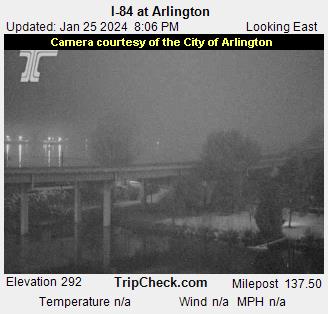 I-84 at Arlington
Updated: Jan 25 2024 8:06 PM Looking East
Camera courtesy of the City of Arlington
Elevation 292 TripCheck.com Milepost 137.50
Temperature n/a Wind n/a MPH n/a